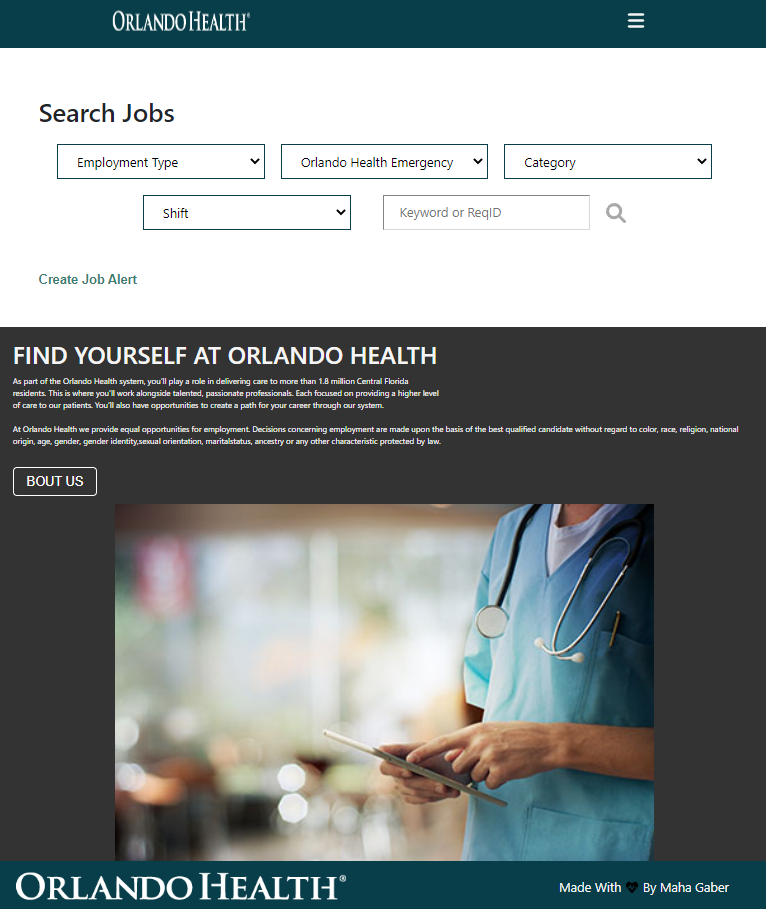 ORLANDO HEALTH®
Search Jobs
Employment Type
Orlando Health Emergency
Category
Shift
Keyword or ReqID
Create Job Alert
FIND YOURSELF AT ORLANDO HEALTH
As part of the Orlando Health system, you'll play a role in delivering care to more than 1.8 million Central Florida
residents. This is where you'll work alongside talented, passionate professionals. Each focused on providing a higher level
of care to our patients. You'll also have opportunities to create a path for your career through our system.
At Orlando Health we provide equal opportunities for employment. Decisions concerning employment are made upon the basis of the best qualified candidate without regard to color, race, religion, national
origin, age, gender, gender identity,sexual orientation, maritalstatus, ancestry or any other characteristic protected by law.
BOUT US
ORLANDO HEALTH®
Made With 🖤 By Maha Gaber